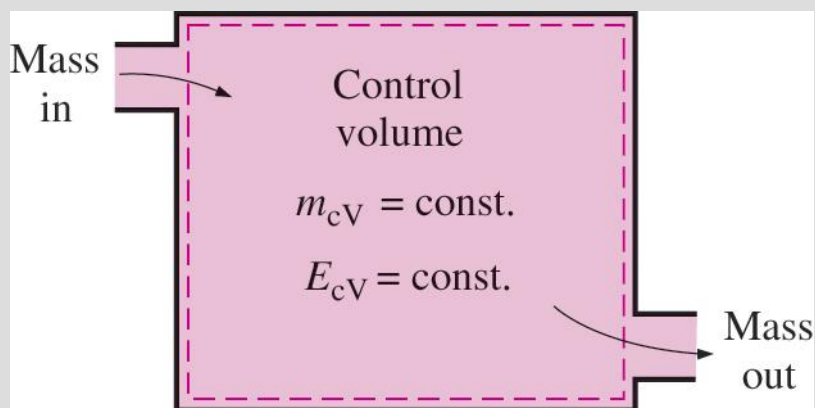 Mass
in
Control
volume
m_cV = const.
E_cV = const.
Mass
out